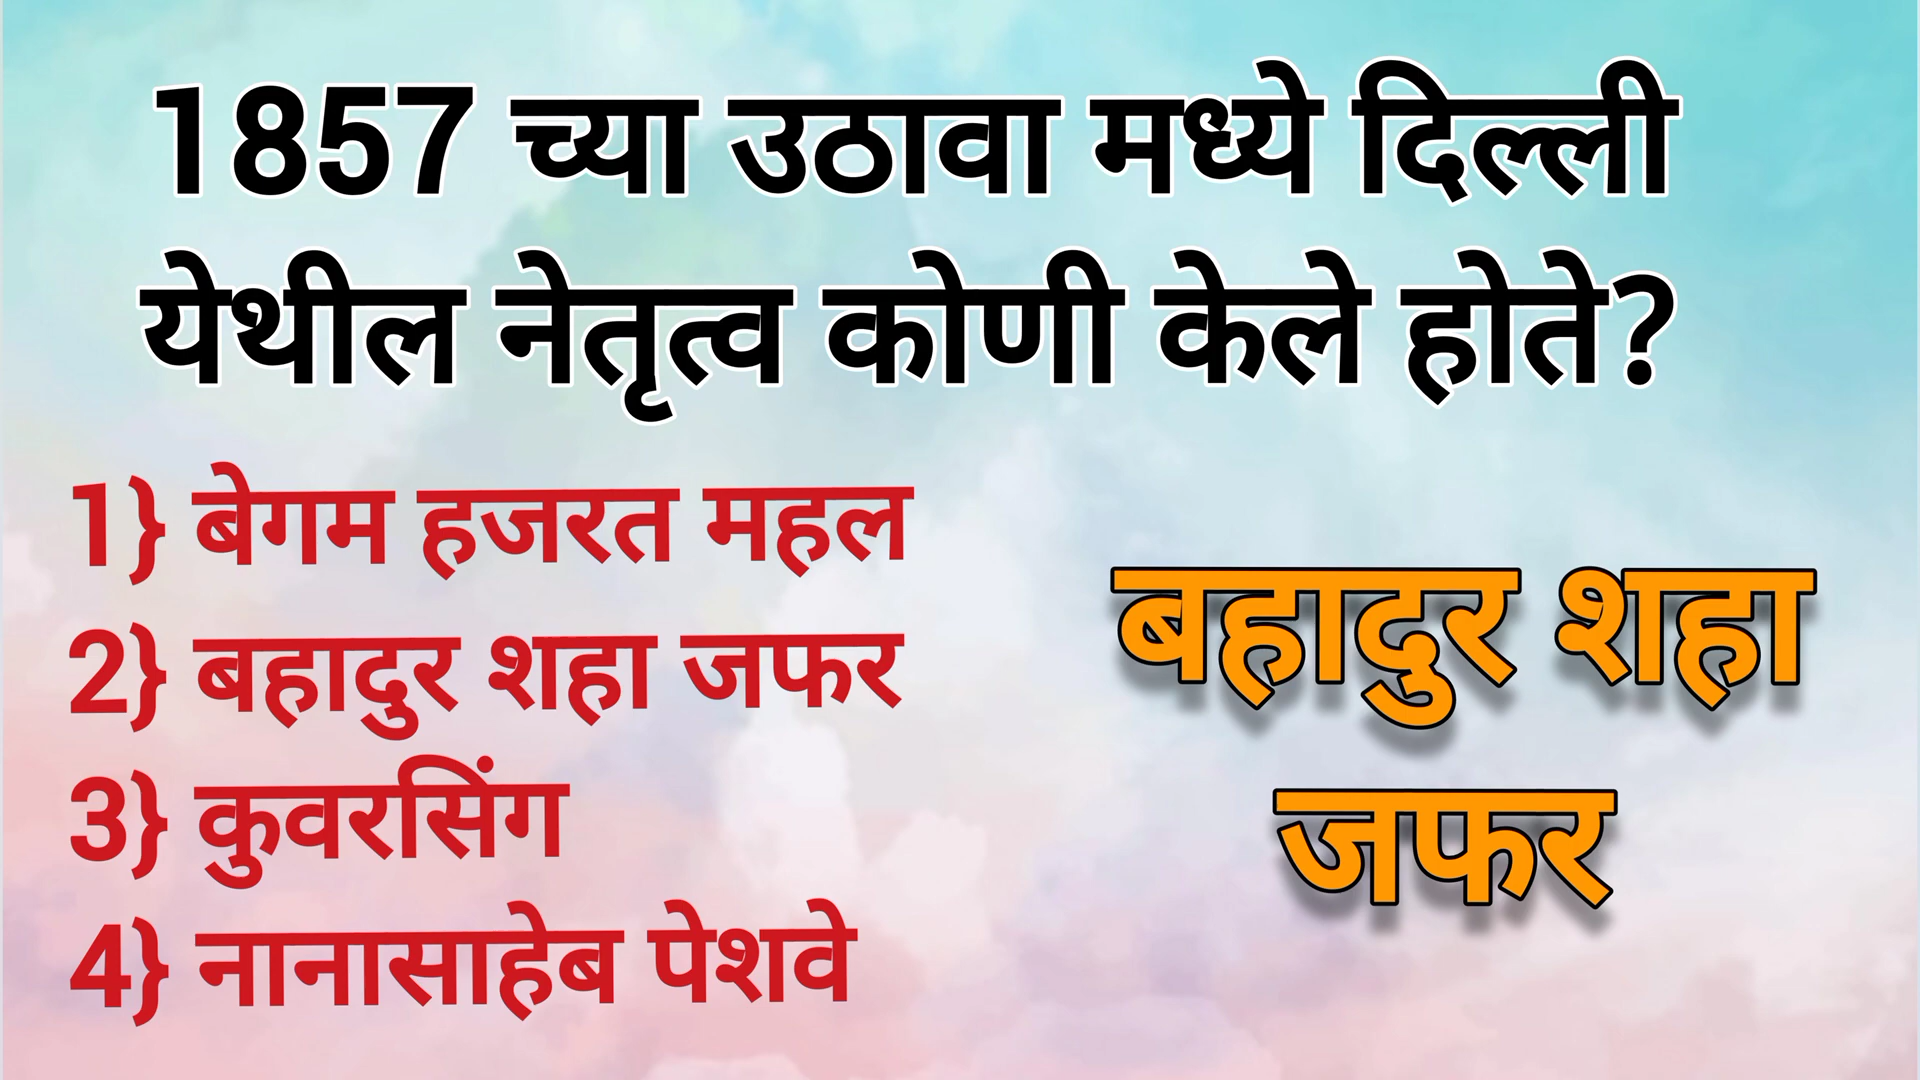 1857 च्या उठावा मध्ये दिल्ली
येथील नेतृत्व कोणी केले होते?
1} बेगम हजरत महल
2} बहादुर शहा जफर
3} कुवरसिंग
4} नानासाहेब पेशवे
बहादुर शहा
जफर